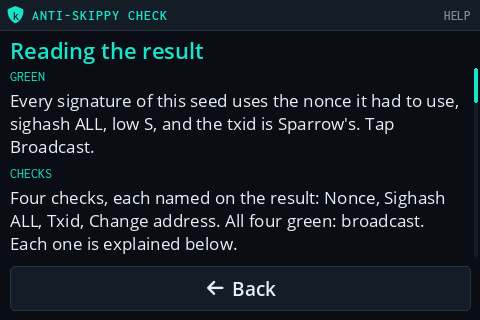 ANTI-SKIPPY CHECK
HELP
Reading the result
GREEN
Every signature of this seed uses the nonce it had to use,
sighash ALL, low S, and the txid is Sparrow's. Tap
Broadcast.
CHECKS
Four checks, each named on the result: Nonce, Sighash
ALL, Txid, Change address. All four green: broadcast.
Each one is explained below.
← Back